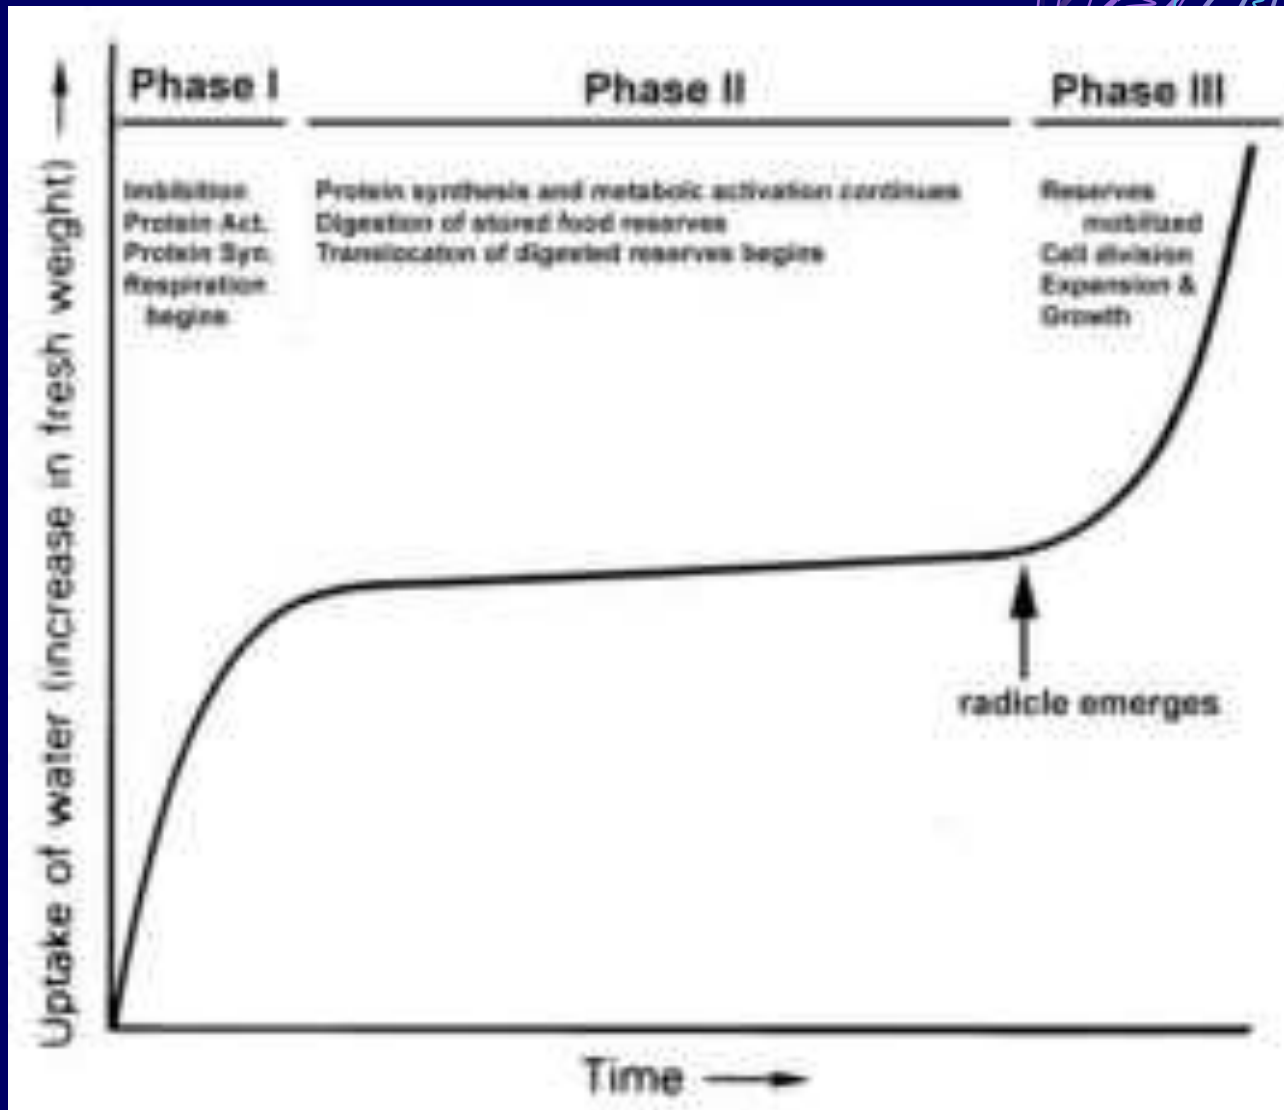 Phase I
Phase II
Phase III
Imbibition
Protein Act.
Protein Syn.
Respiration
begins
Protein synthesis and metabolic activation continues
Digestion of stored food reserves
Translocation of digested reserves begins
Reserves
mobilized
Cell division
Expansion &
Growth
radicle emerges
Uptake of water (increase in fresh weight)
Time